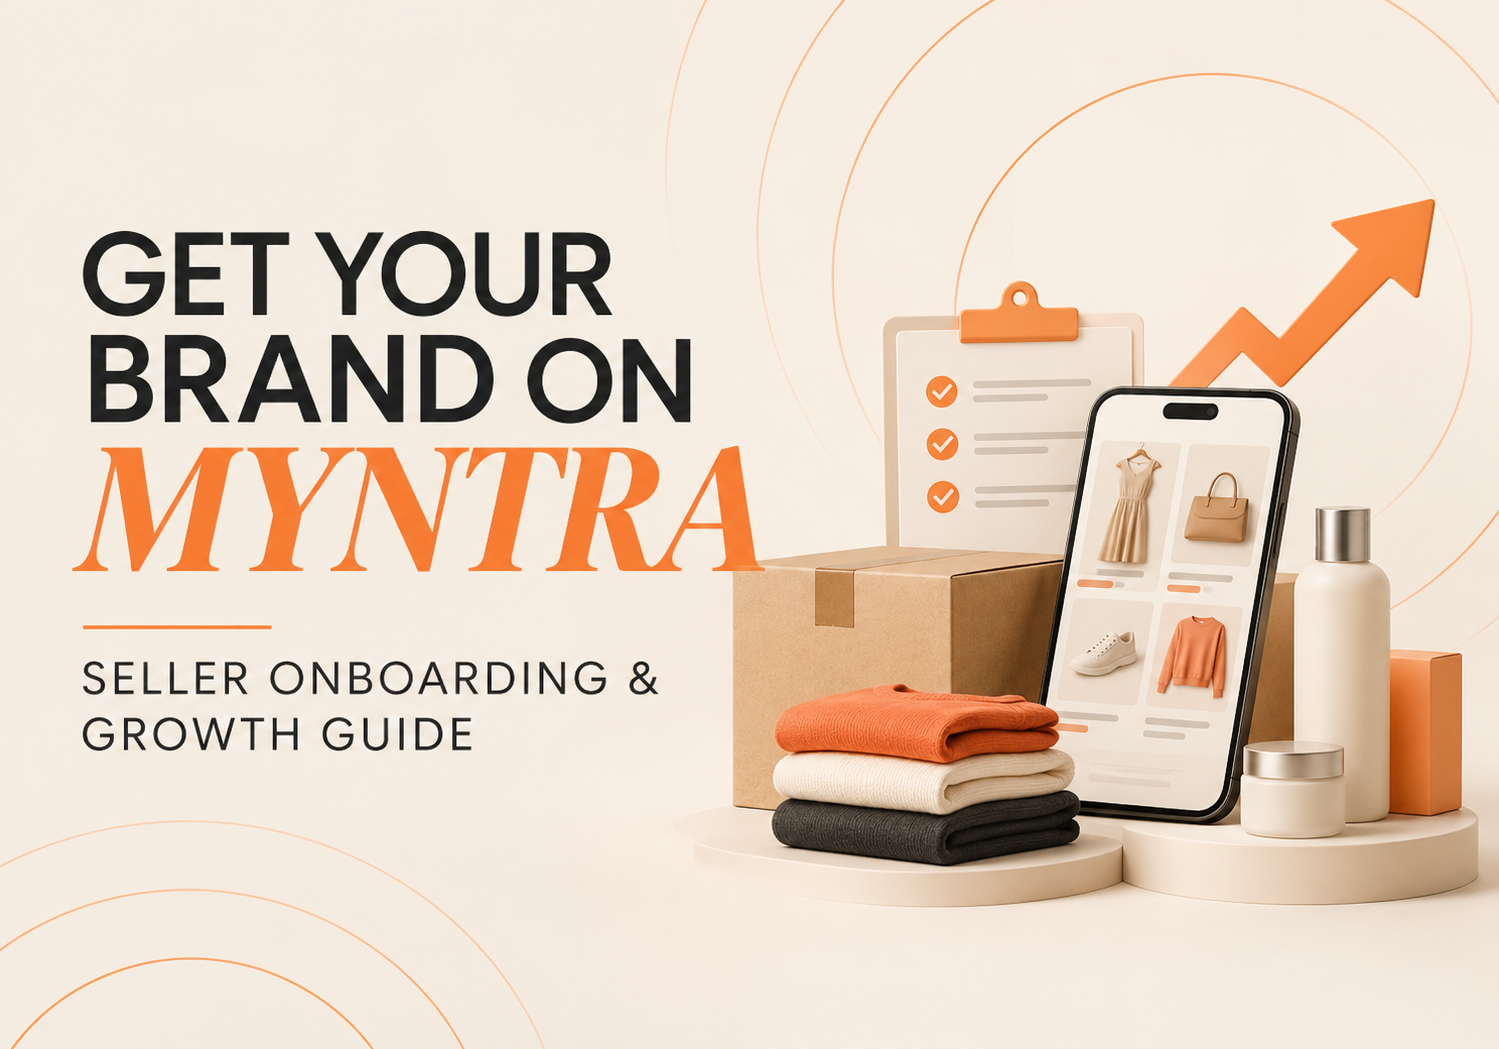 GET YOUR
BRAND ON
MYNTRA
SELLER ONBOARDING &
GROWTH GUIDE